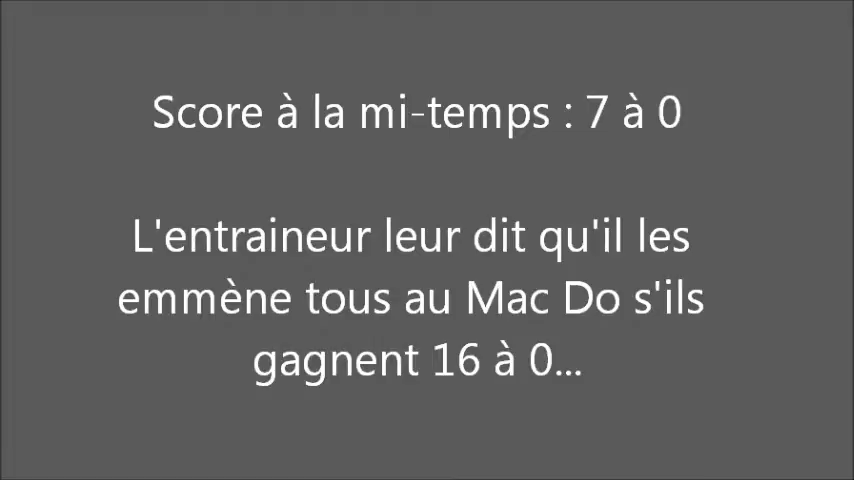 Score à la mi-temps : 7 à 0
L'entraineur leur dit qu'il les
emmène tous au Mac Do s'ils
gagnent 16 à 0...